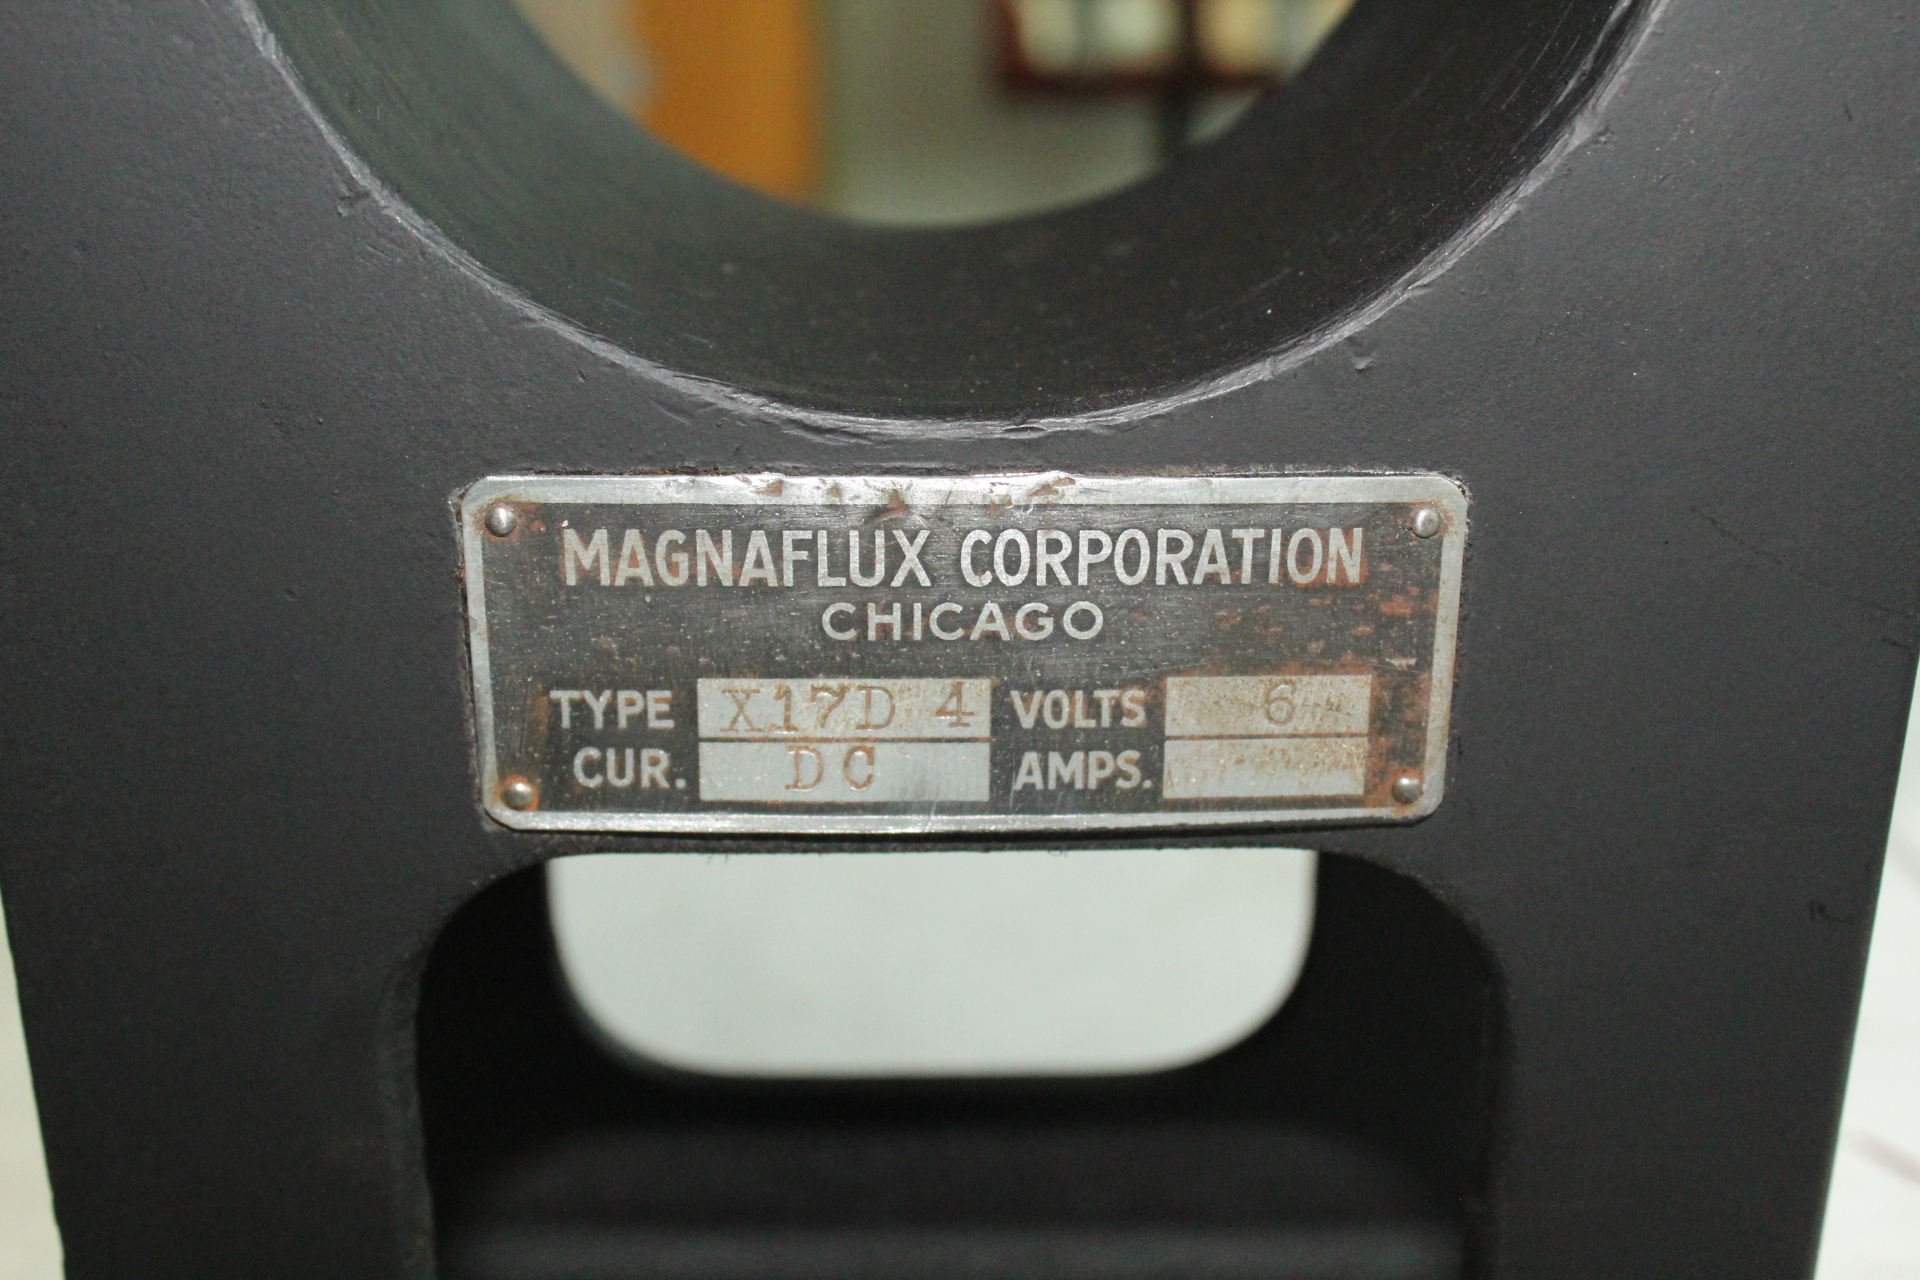 MAGNAFLUX CORPORATION
CHICAGO
TYPE X17D 4 VOLTS 6
CUR. DC AMPS.